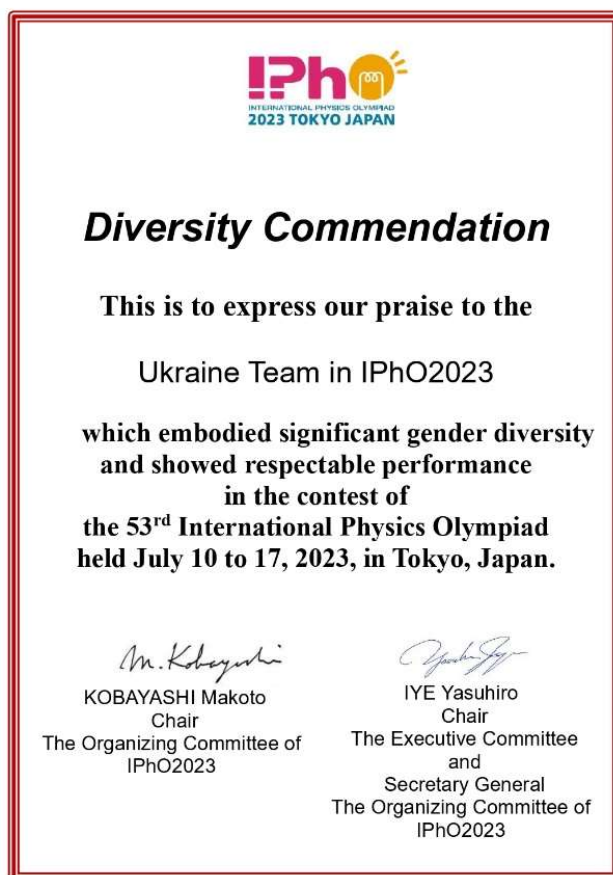 IPhO
INTERNATIONAL PHYSICS OLYMPIAD
2023 TOKYO JAPAN
Diversity Commendation
This is to express our praise to the
Ukraine Team in IPhO2023
which embodied significant gender diversity
and showed respectable performance
in the contest of
the 53rd International Physics Olympiad
held July 10 to 17, 2023, in Tokyo, Japan.
M. Kobayashi
KOBAYASHI Makoto
Chair
The Organizing Committee of
IPhO2023
IYE Yasuhiro
Chair
The Executive Committee
and
Secretary General
The Organizing Committee of
IPhO2023